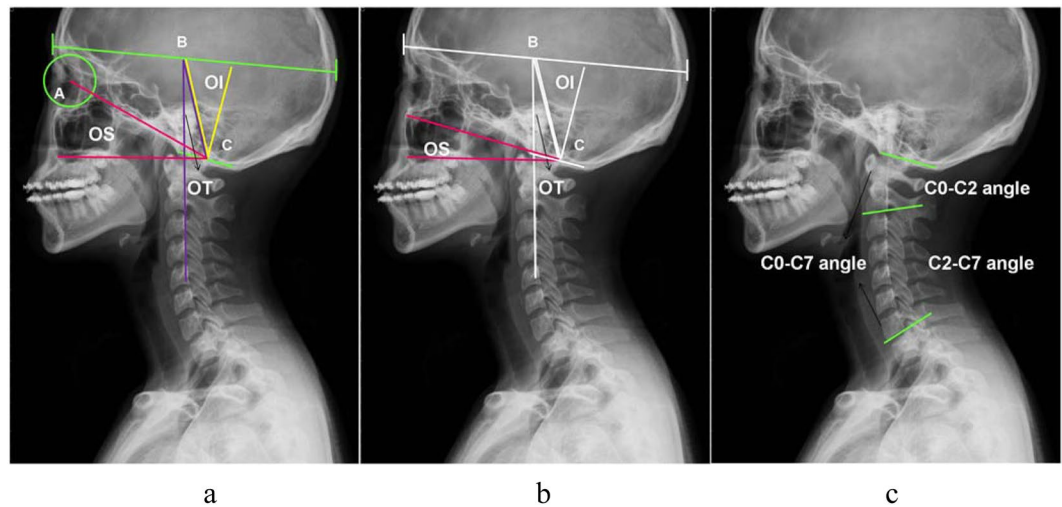 B
OI
A
OS
C
OT
B
OI
OS
C
OT
C0-C2 angle
C0-C7 angle
C2-C7 angle
a
b
c